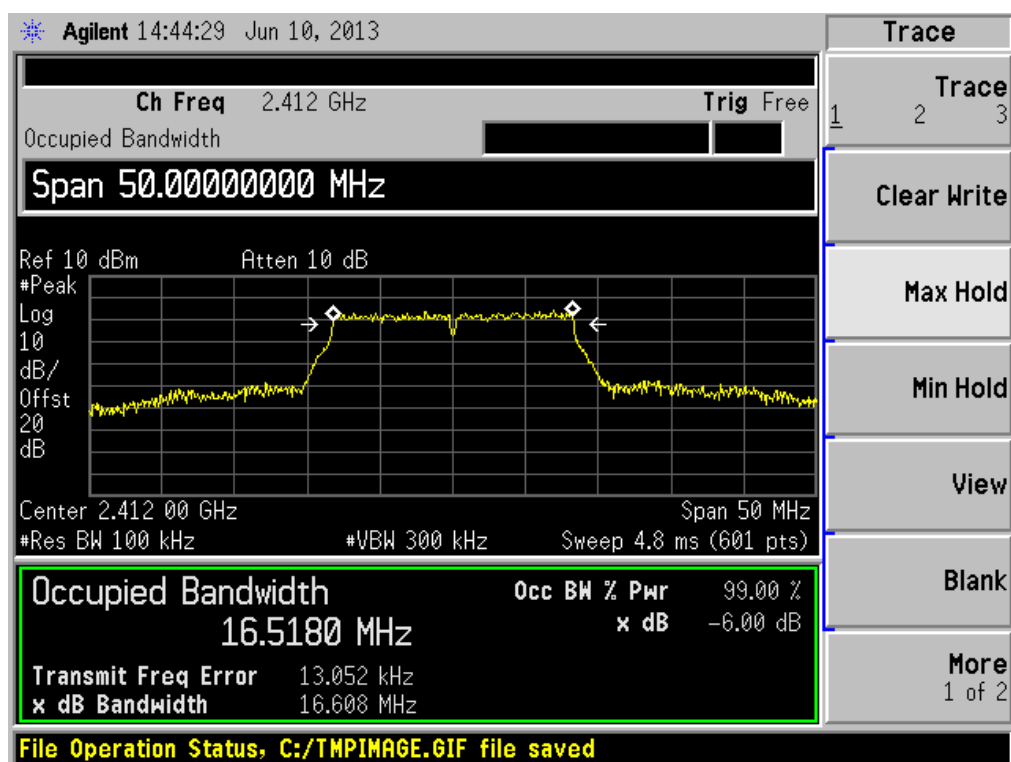 Agilent 14:44:29 Jun 10, 2013
Trace
Ch Freq 2.412 GHz
Trig Free
Occupied Bandwidth
Span 50.00000000 MHz
Ref 10 dBm
Atten 10 dB
#Peak
Log
10
dB/
Offst
20
dB
Center 2.412 00 GHz
Span 50 MHz
#Res BW 100 kHz
#VBW 300 kHz
Sweep 4.8 ms (601 pts)
Occupied Bandwidth
16.5180 MHz
Occ BW % Pwr 99.00 %
x dB -6.00 dB
Transmit Freq Error 13.052 kHz
x dB Bandwidth 16.608 MHz
File Operation Status, C:/TMPIMAGE.GIF file saved
Trace
1 2 3
Clear Write
Max Hold
Min Hold
View
Blank
More
1 of 2